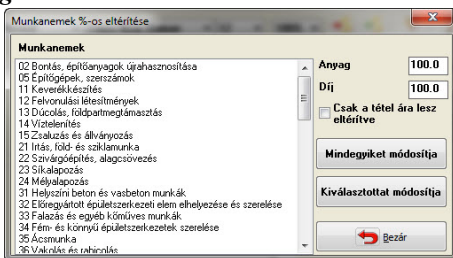 Munkanemek %-os eltérítése
Munkanemek
02 Bontás, építőanyagok újrahasznosítása
05 Építőgépek, szerszámok
11 Keverékkészítés
12 Felvonulási létesítmények
13 Dúcolás, földpartmegtámasztás
14 Víztelenítés
15 Zsaluzás és állványozás
21 Irtás, föld- és sziklamunka
22 Szivárgóépítés, alagcsövezés
23 Síkalapozás
24 Mélyalapozás
31 Helyszíni beton és vasbeton munkák
32 Előregyártott épületszerkezeti elem elhelyezése és szerelése
33 Falazás és egyéb kőműves munkák
34 Fém- és könnyű épületszerkezetek szerelése
35 Ácsmunka
36 Vakolás és rabicolás
Anyag 100.0
Díj 100.0
Csak a tétel ára lesz
eltérítve
Mindegyiket módosítja
Kiválasztottat módosítja
Bezár